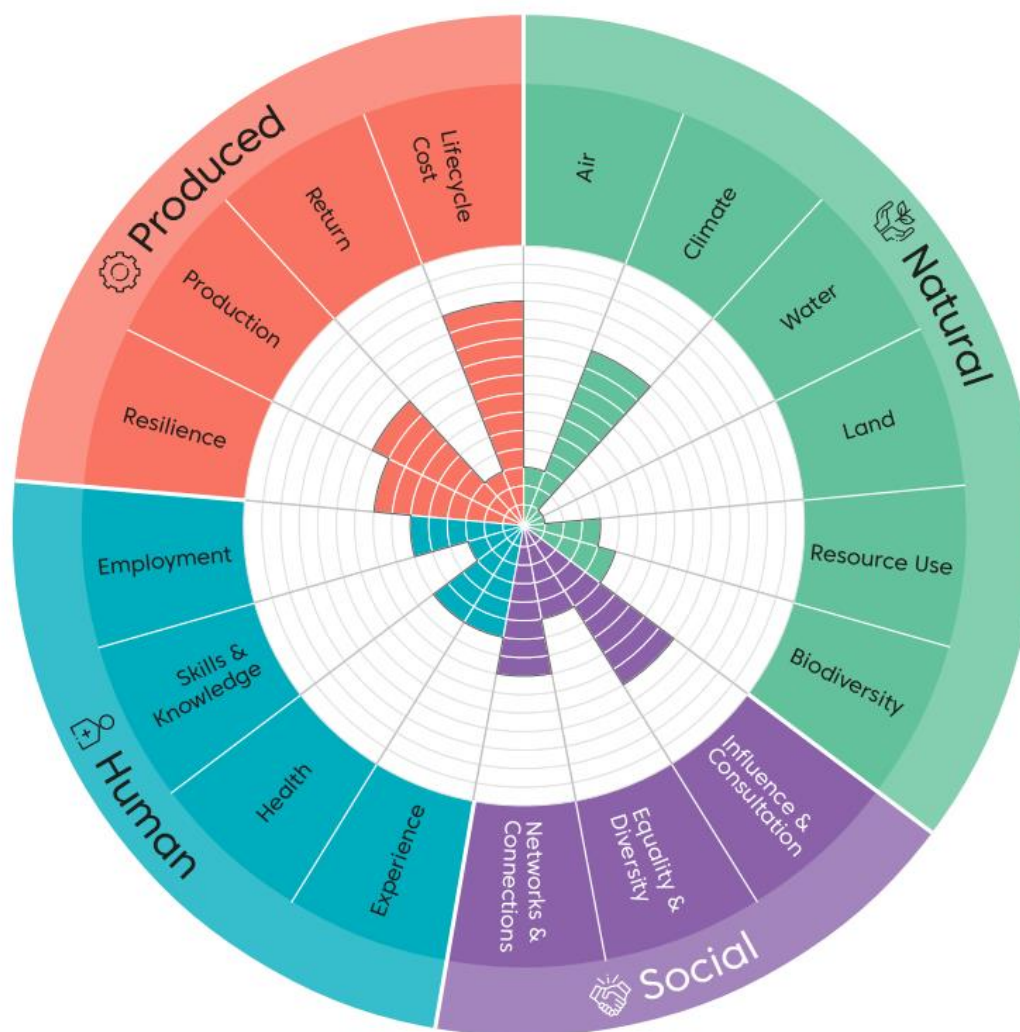 Produced
Lifecycle
Cost
Return
Production
Resilience
Natural
Air
Climate
Water
Land
Resource Use
Biodiversity
Social
Influence &
Consultation
Equality &
Diversity
Networks &
Connections
Human
Experience
Health
Skills &
Knowledge
Employment